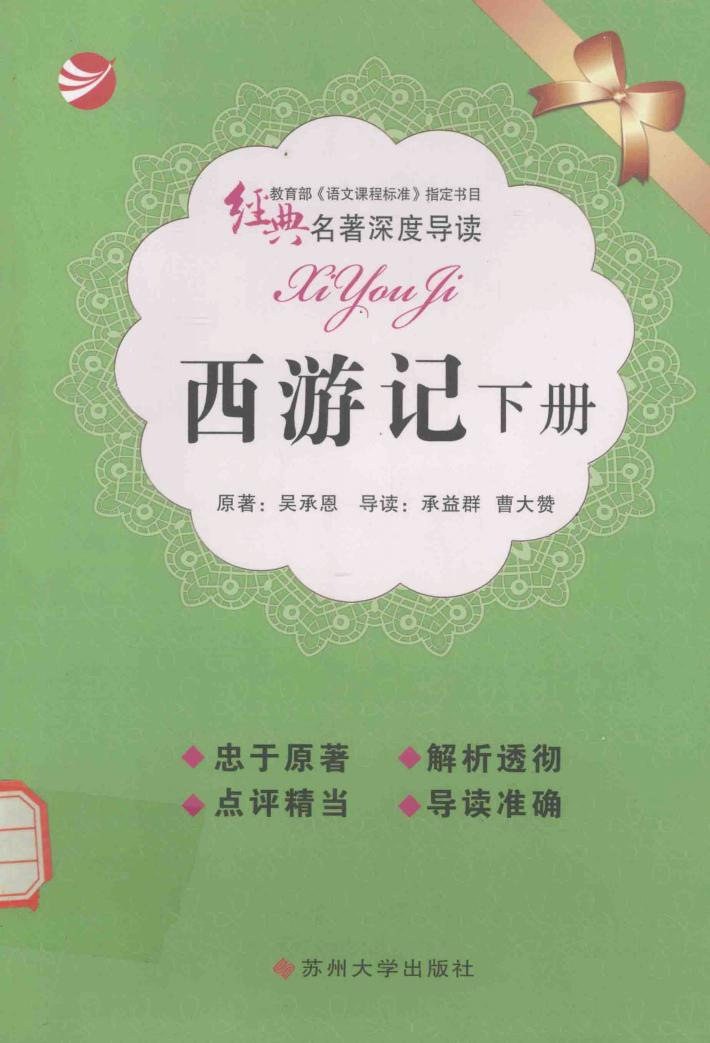 教育部《语文课程标准》指定书目
经典名著深度导读
XiYouJi
西游记 下册
原著：吴承恩 导读：承益群 曹大赞
◆忠于原著 ◆解析透彻
◆点评精当 ◆导读准确
苏州大学出版社